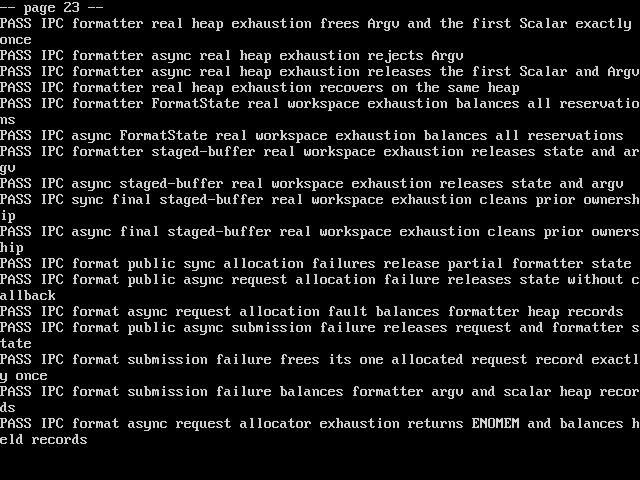 -- page 23 --
PASS IPC formatter real heap exhaustion frees Argv and the first Scalar exactly
once
PASS IPC formatter async real heap exhaustion rejects Argv
PASS IPC formatter async real heap exhaustion releases the first Scalar and Argv
PASS IPC formatter real heap exhaustion recovers on the same heap
PASS IPC formatter FormatState real workspace exhaustion balances all reservatio
ns
PASS IPC async FormatState real workspace exhaustion balances all reservations
PASS IPC formatter staged-buffer real workspace exhaustion releases state and ar
gv
PASS IPC async staged-buffer real workspace exhaustion releases state and argv
PASS IPC sync final staged-buffer real workspace exhaustion cleans prior ownersh
ip
PASS IPC async final staged-buffer real workspace exhaustion cleans prior owners
hip
PASS IPC format public sync allocation failures release partial formatter state
PASS IPC format public async request allocation failure releases state without c
allback
PASS IPC format async request allocation fault balances formatter heap records
PASS IPC format public async submission failure releases request and formatter s
tate
PASS IPC format submission failure frees its one allocated request record exactl
y once
PASS IPC format submission failure balances formatter argv and scalar heap recor
ds
PASS IPC format async request allocator exhaustion returns ENOMEM and balances h
eld records